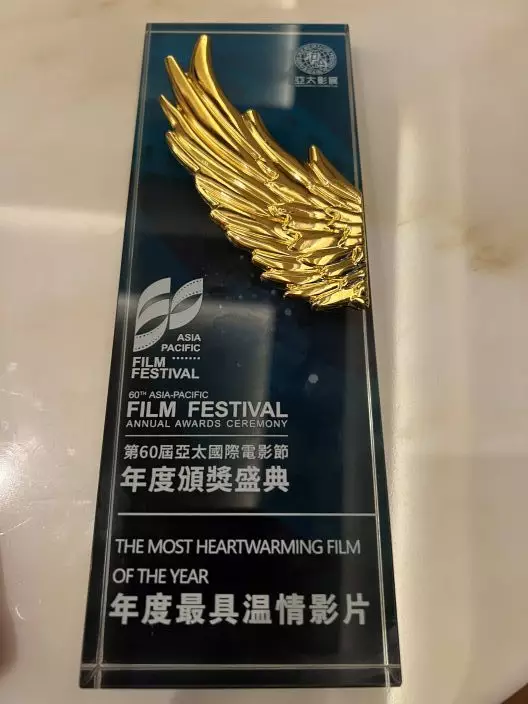 亞太影展
ASIA
PACIFIC
FILM
FESTIVAL
60TH ASIA-PACIFIC
FILM FESTIVAL
ANNUAL AWARDS CEREMONY
第60屆亞太國際電影節
年度頒獎盛典
THE MOST HEARTWARMING FILM
OF THE YEAR
年度最具温情影片